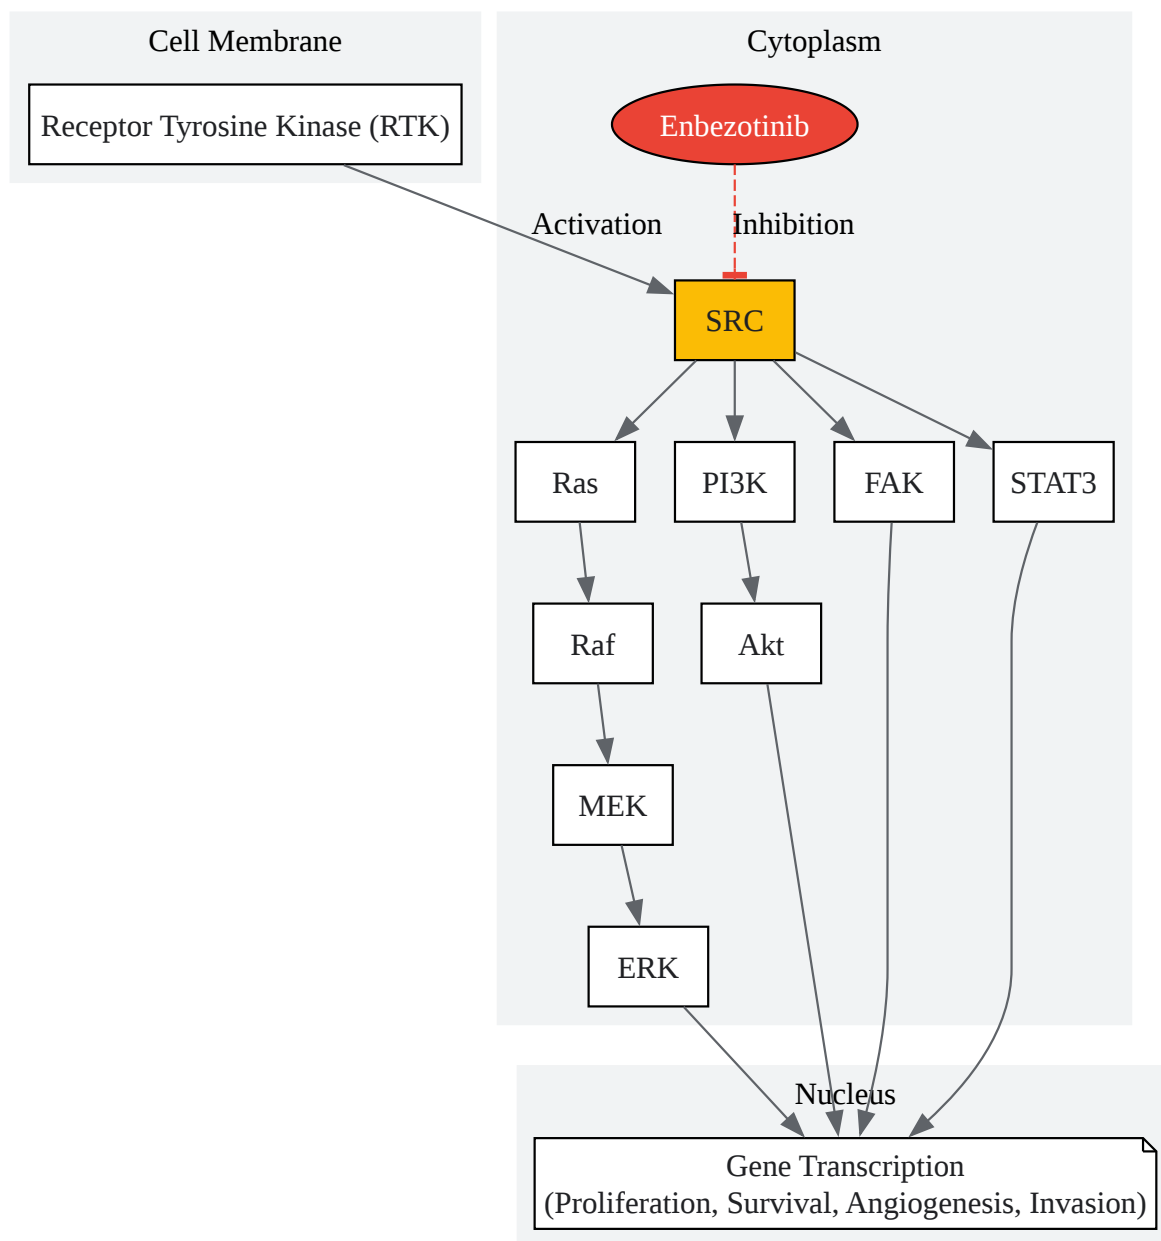 Cell Membrane
Receptor Tyrosine Kinase (RTK)
Cytoplasm
Enbezotinib
Activation
Inhibition
SRC
Ras
PI3K
FAK
STAT3
Raf
Akt
MEK
ERK
Nucleus
Gene Transcription
(Proliferation, Survival, Angiogenesis, Invasion)